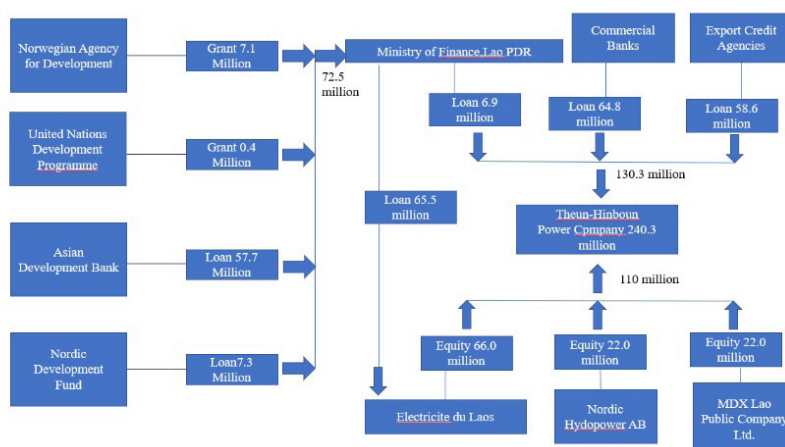 Norwegian Agency
for Development
Grant 7.1
Million
72.5
million
Ministry of Finance,Lao PDR
Commercial
Banks
Export Credit
Agencies
Loan 6.9
million
Loan 64.8
million
Loan 58.6
million
United Nations
Development
Programme
Grant 0.4
Million
130.3 million
Loan 65.5
million
Theun-Hinboun
Power Cpmpany 240.3
million
Asian
Development Bank
Loan 57.7
Million
110 million
Nordic
Development
Fund
Loan7.3
Million
Equity 66.0
million
Equity 22.0
million
Equity 22.0
million
Electricite du Laos
Nordic
Hydopower AB
MDX Lao
Public Company
Ltd.